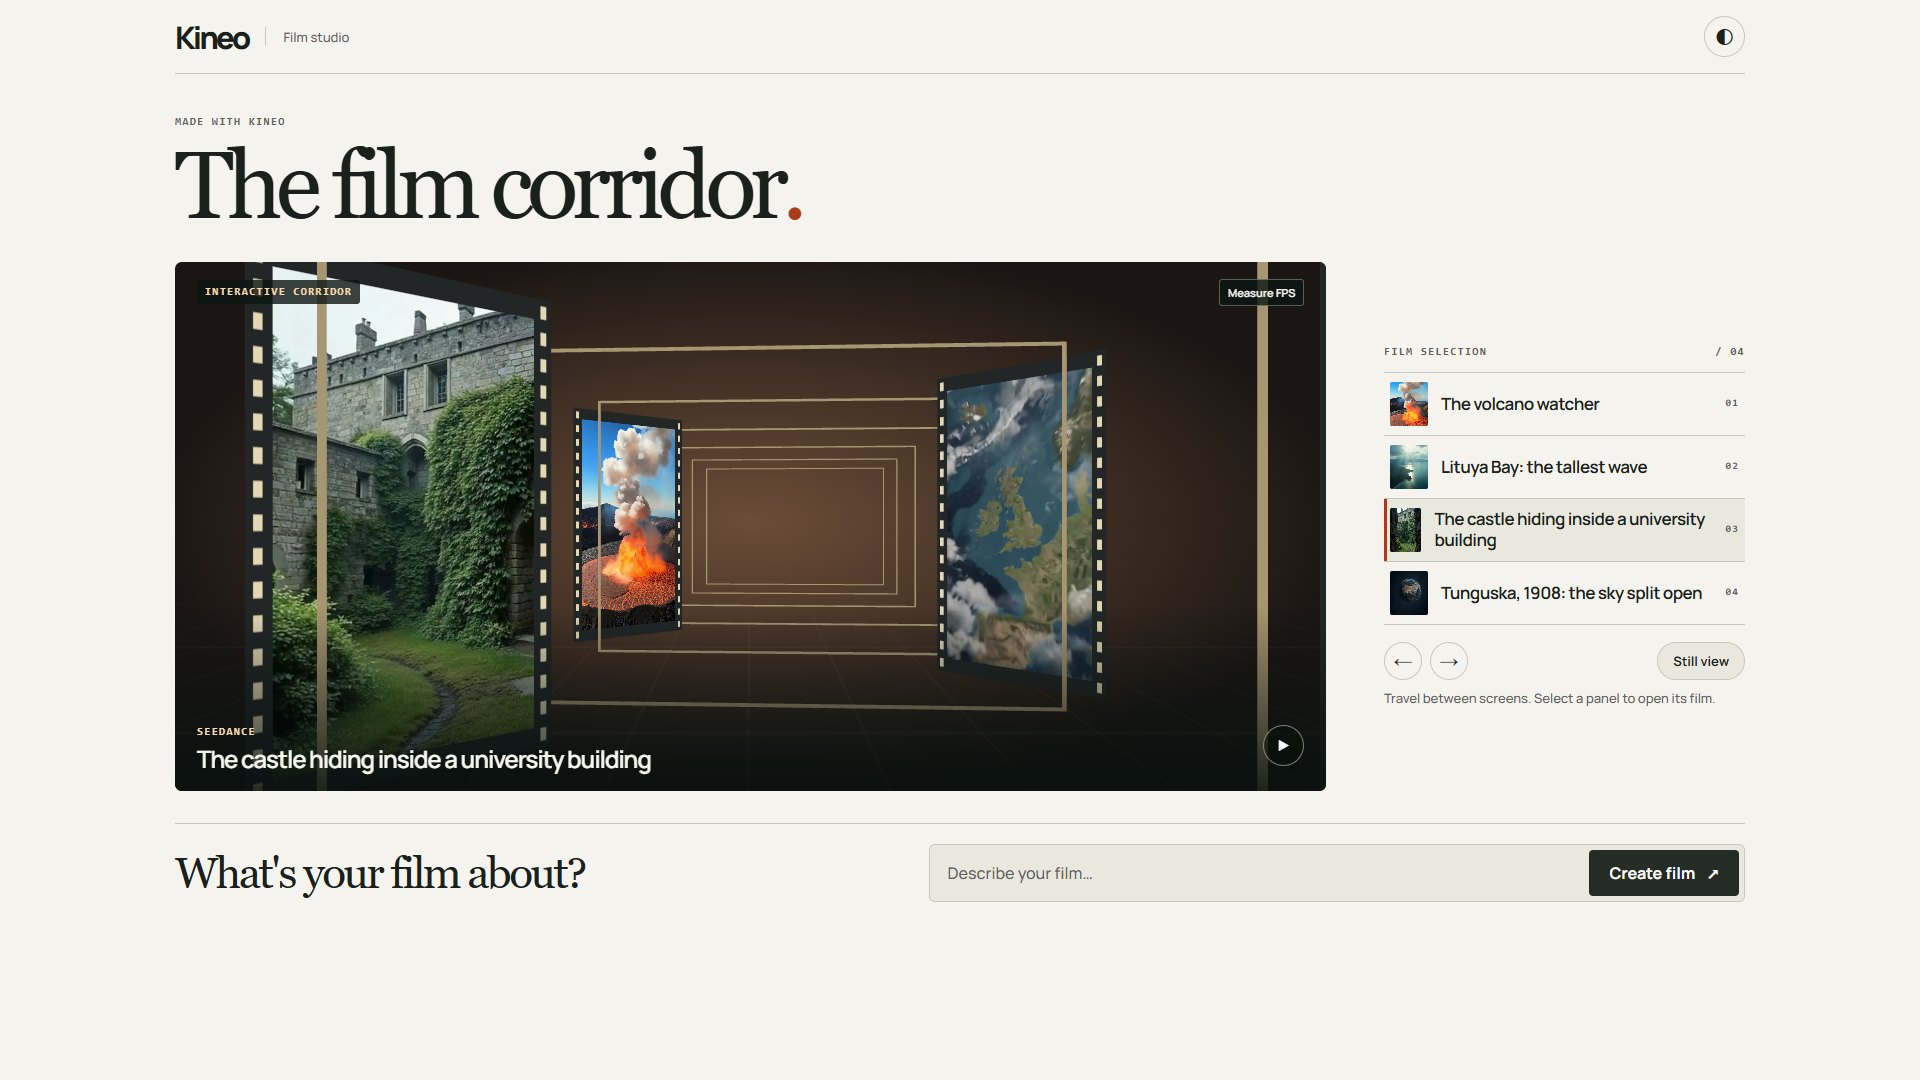 Kineo
Film studio
MADE WITH KINEO
The film corridor.
INTERACTIVE CORRIDOR
Measure FPS
SEEDANCE
The castle hiding inside a university building
FILM SELECTION
/ 04
The volcano watcher
01
Lituya Bay: the tallest wave
02
The castle hiding inside a university
building
03
Tunguska, 1908: the sky split open
04
← →
Still view
Travel between screens. Select a panel to open its film.
What's your film about?
Describe your film…
Create film ↗